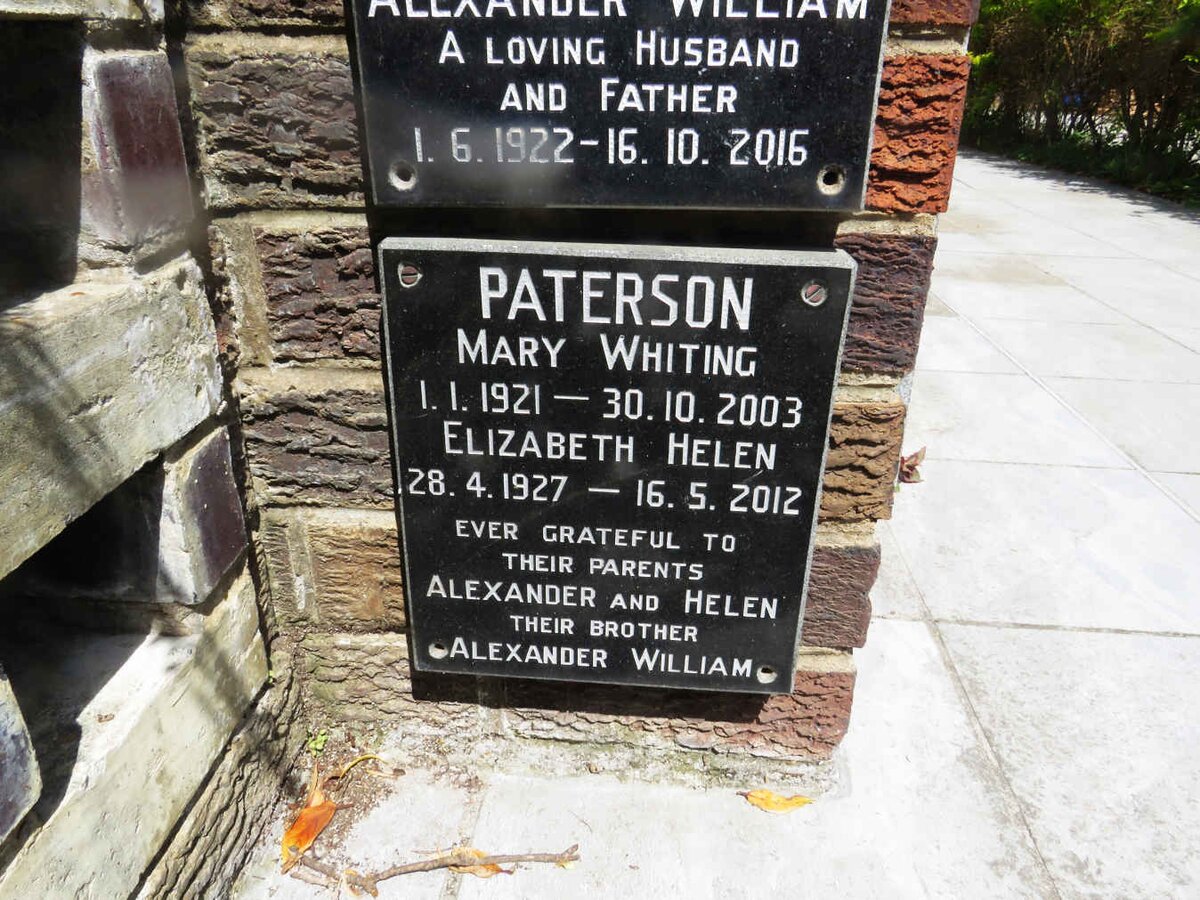 ALEXANDER WILLIAM
A LOVING HUSBAND
AND FATHER
1. 6. 1922 – 16. 10. 2016
PATERSON
MARY WHITING
1. 1. 1921 — 30. 10. 2003
ELIZABETH HELEN
28. 4. 1927 — 16. 5. 2012
EVER GRATEFUL TO
THEIR PARENTS
ALEXANDER AND HELEN
THEIR BROTHER
ALEXANDER WILLIAM